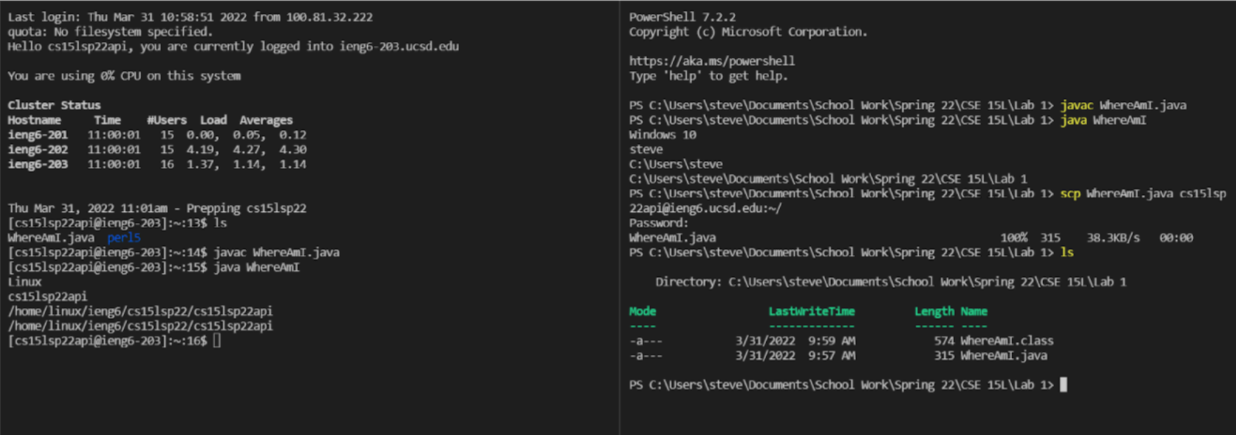 Last login: Thu Mar 31 10:58:51 2022 from 100.81.32.222
quota: No filesystem specified.
Hello cs15lsp22api, you are currently logged into ieng6-203.ucsd.edu
You are using 0% CPU on this system
Cluster Status
Hostname     Time    #Users  Load  Averages
ieng6-201   11:00:01   15  0.00,  0.05,  0.12
ieng6-202   11:00:01   15  4.19,  4.27,  4.30
ieng6-203   11:00:01   16  1.37,  1.14,  1.14
Thu Mar 31, 2022 11:01am - Prepping cs15lsp22
[cs15lsp22api@ieng6-203]:~:13$ ls
WhereAmI.java  perl5
[cs15lsp22api@ieng6-203]:~:14$ javac WhereAmI.java
[cs15lsp22api@ieng6-203]:~:15$ java WhereAmI
Linux
cs15lsp22api
/home/linux/ieng6/cs15lsp22/cs15lsp22api
/home/linux/ieng6/cs15lsp22/cs15lsp22api
[cs15lsp22api@ieng6-203]:~:16$
PowerShell 7.2.2
Copyright (c) Microsoft Corporation.
https://aka.ms/powershell
Type 'help' to get help.
PS C:\Users\steve\Documents\School Work\Spring 22\CSE 15L\Lab 1> javac WhereAmI.java
PS C:\Users\steve\Documents\School Work\Spring 22\CSE 15L\Lab 1> java WhereAmI
Windows 10
steve
C:\Users\steve
C:\Users\steve\Documents\School Work\Spring 22\CSE 15L\Lab 1
PS C:\Users\steve\Documents\School Work\Spring 22\CSE 15L\Lab 1> scp WhereAmI.java cs15lsp
22api@ieng6.ucsd.edu:~/
Password:
WhereAmI.java                                            100%  315    38.3KB/s   00:00
PS C:\Users\steve\Documents\School Work\Spring 22\CSE 15L\Lab 1> ls
Directory: C:\Users\steve\Documents\School Work\Spring 22\CSE 15L\Lab 1
Mode                 LastWriteTime         Length Name
----                 -------------         ------ ----
-a---           3/31/2022  9:59 AM            574 WhereAmI.class
-a---           3/31/2022  9:57 AM            315 WhereAmI.java
PS C:\Users\steve\Documents\School Work\Spring 22\CSE 15L\Lab 1>